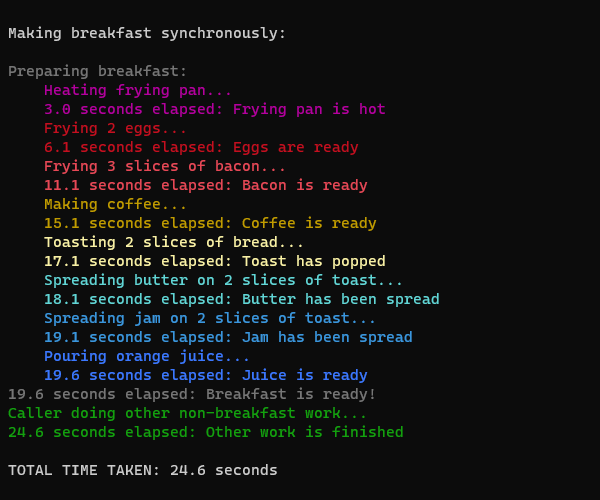 Making breakfast synchronously:
Preparing breakfast:
Heating frying pan...
3.0 seconds elapsed: Frying pan is hot
Frying 2 eggs...
6.1 seconds elapsed: Eggs are ready
Frying 3 slices of bacon...
11.1 seconds elapsed: Bacon is ready
Making coffee...
15.1 seconds elapsed: Coffee is ready
Toasting 2 slices of bread...
17.1 seconds elapsed: Toast has popped
Spreading butter on 2 slices of toast...
18.1 seconds elapsed: Butter has been spread
Spreading jam on 2 slices of toast...
19.1 seconds elapsed: Jam has been spread
Pouring orange juice...
19.6 seconds elapsed: Juice is ready
19.6 seconds elapsed: Breakfast is ready!
Caller doing other non-breakfast work...
24.6 seconds elapsed: Other work is finished
TOTAL TIME TAKEN: 24.6 seconds